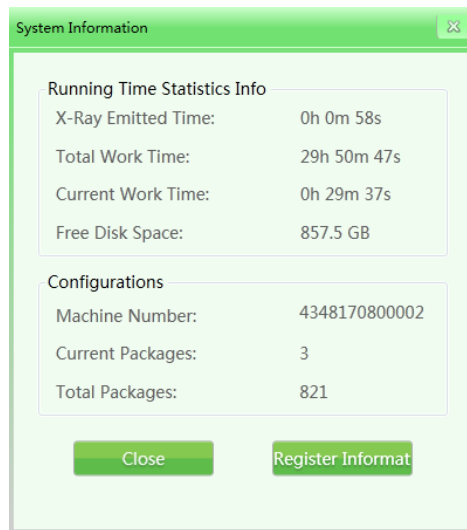 System Information
Running Time Statistics Info
X-Ray Emitted Time: 0h 0m 58s
Total Work Time: 29h 50m 47s
Current Work Time: 0h 29m 37s
Free Disk Space: 857.5 GB
Configurations
Machine Number: 4348170800002
Current Packages: 3
Total Packages: 821
Close Register Informat